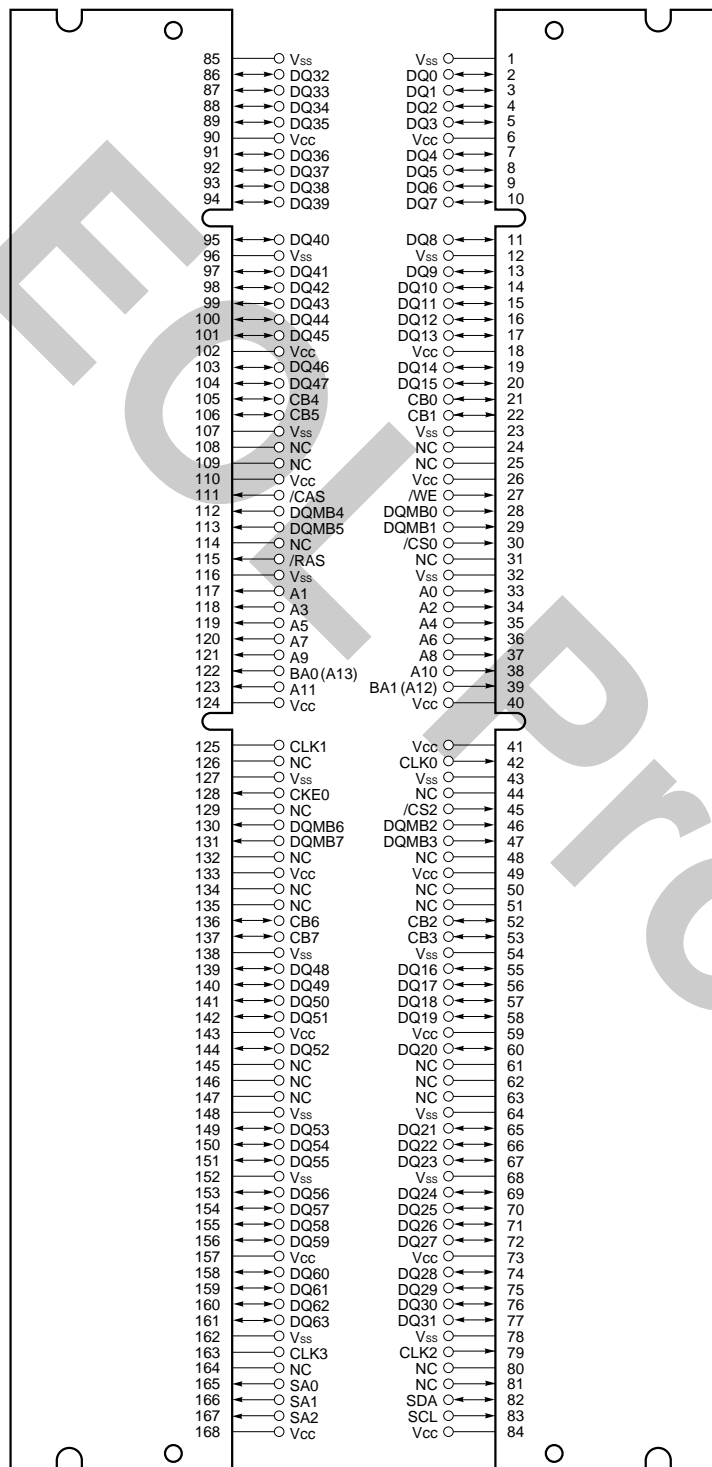 85 Vss Vss 1
86 DQ32 DQ0 2
87 DQ33 DQ1 3
88 DQ34 DQ2 4
89 DQ35 DQ3 5
90 Vcc Vcc 6
91 DQ36 DQ4 7
92 DQ37 DQ5 8
93 DQ38 DQ6 9
94 DQ39 DQ7 10
95 DQ40 DQ8 11
96 Vss Vss 12
97 DQ41 DQ9 13
98 DQ42 DQ10 14
99 DQ43 DQ11 15
100 DQ44 DQ12 16
101 DQ45 DQ13 17
102 Vcc Vcc 18
103 DQ46 DQ14 19
104 DQ47 DQ15 20
105 CB4 CB0 21
106 CB5 CB1 22
107 Vss Vss 23
108 NC NC 24
109 NC NC 25
110 Vcc Vcc 26
111 /CAS /WE 27
112 DQMB4 DQMB0 28
113 DQMB5 DQMB1 29
114 NC /CS0 30
115 /RAS NC 31
116 Vss Vss 32
117 A1 A0 33
118 A3 A2 34
119 A5 A4 35
120 A7 A6 36
121 A9 A8 37
122 BA0 (A13) A10 38
123 A11 BA1 (A12) 39
124 Vcc Vcc 40
125 CLK1 Vcc 41
126 NC CLK0 42
127 Vss Vss 43
128 CKE0 NC 44
129 NC /CS2 45
130 DQMB6 DQMB2 46
131 DQMB7 DQMB3 47
132 NC NC 48
133 Vcc Vcc 49
134 NC NC 50
135 NC NC 51
136 CB6 CB2 52
137 CB7 CB3 53
138 Vss Vss 54
139 DQ48 DQ16 55
140 DQ49 DQ17 56
141 DQ50 DQ18 57
142 DQ51 DQ19 58
143 Vcc Vcc 59
144 DQ52 DQ20 60
145 NC NC 61
146 NC NC 62
147 NC NC 63
148 Vss Vss 64
149 DQ53 DQ21 65
150 DQ54 DQ22 66
151 DQ55 DQ23 67
152 Vss Vss 68
153 DQ56 DQ24 69
154 DQ57 DQ25 70
155 DQ58 DQ26 71
156 DQ59 DQ27 72
157 Vcc Vcc 73
158 DQ60 DQ28 74
159 DQ61 DQ29 75
160 DQ62 DQ30 76
161 DQ63 DQ31 77
162 Vss Vss 78
163 CLK3 CLK2 79
164 NC NC 80
165 SA0 NC 81
166 SA1 SDA 82
167 SA2 SCL 83
168 Vcc Vcc 84
EOL Pro